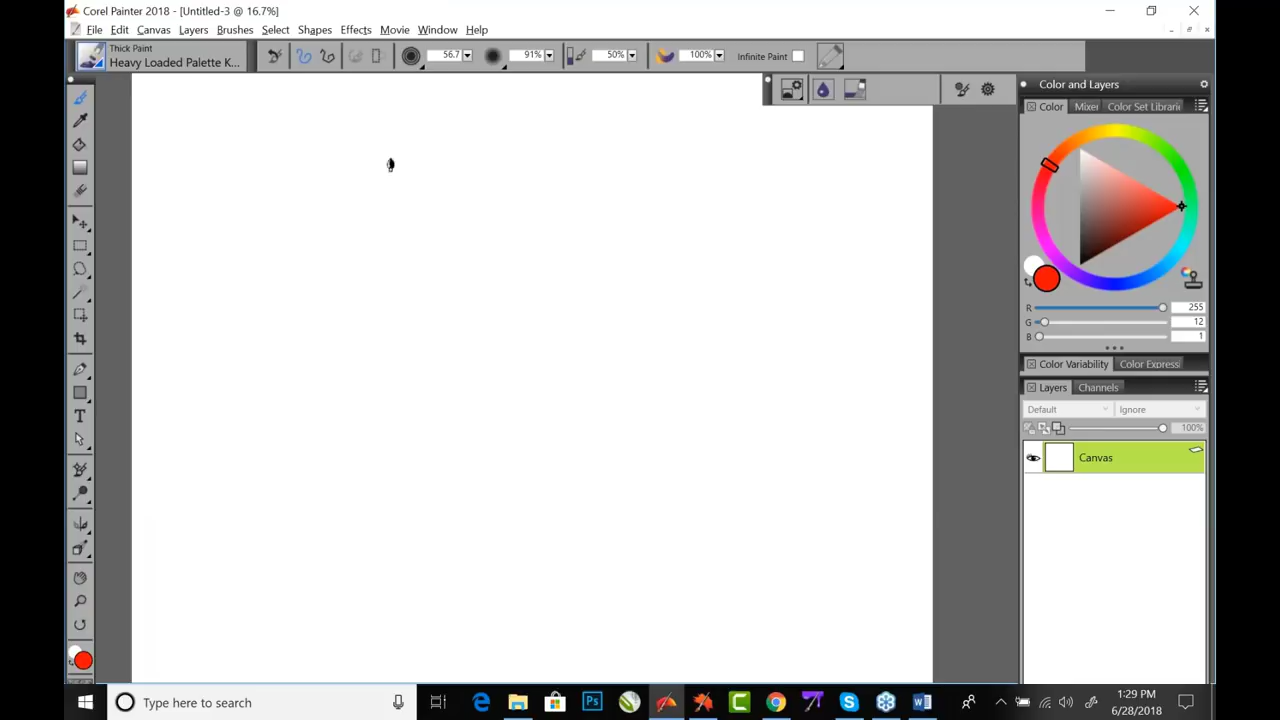 Corel Painter 2018 - [Untitled-3 @ 16.7%]
File Edit Canvas Layers Brushes Select Shapes Effects Movie Window Help
Thick Paint
Heavy Loaded Palette K...
56.7 91% 50% 100% Infinite Paint
Color and Layers
Color Mixer Color Set Librari
R 255
G 12
B 1
Color Variability Color Express
Layers Channels
Default Ignore
100%
Canvas
T
Type here to search
Ps
1:29 PM
6/28/2018